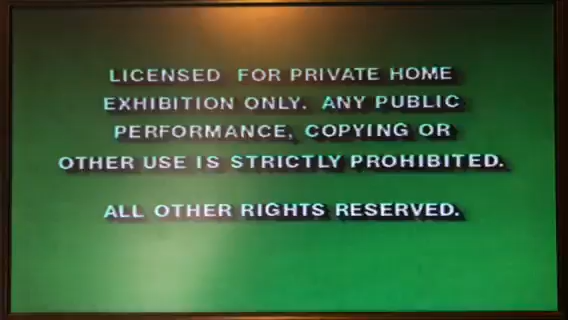 LICENSED FOR PRIVATE HOME
EXHIBITION ONLY. ANY PUBLIC
PERFORMANCE, COPYING OR
OTHER USE IS STRICTLY PROHIBITED.
ALL OTHER RIGHTS RESERVED.